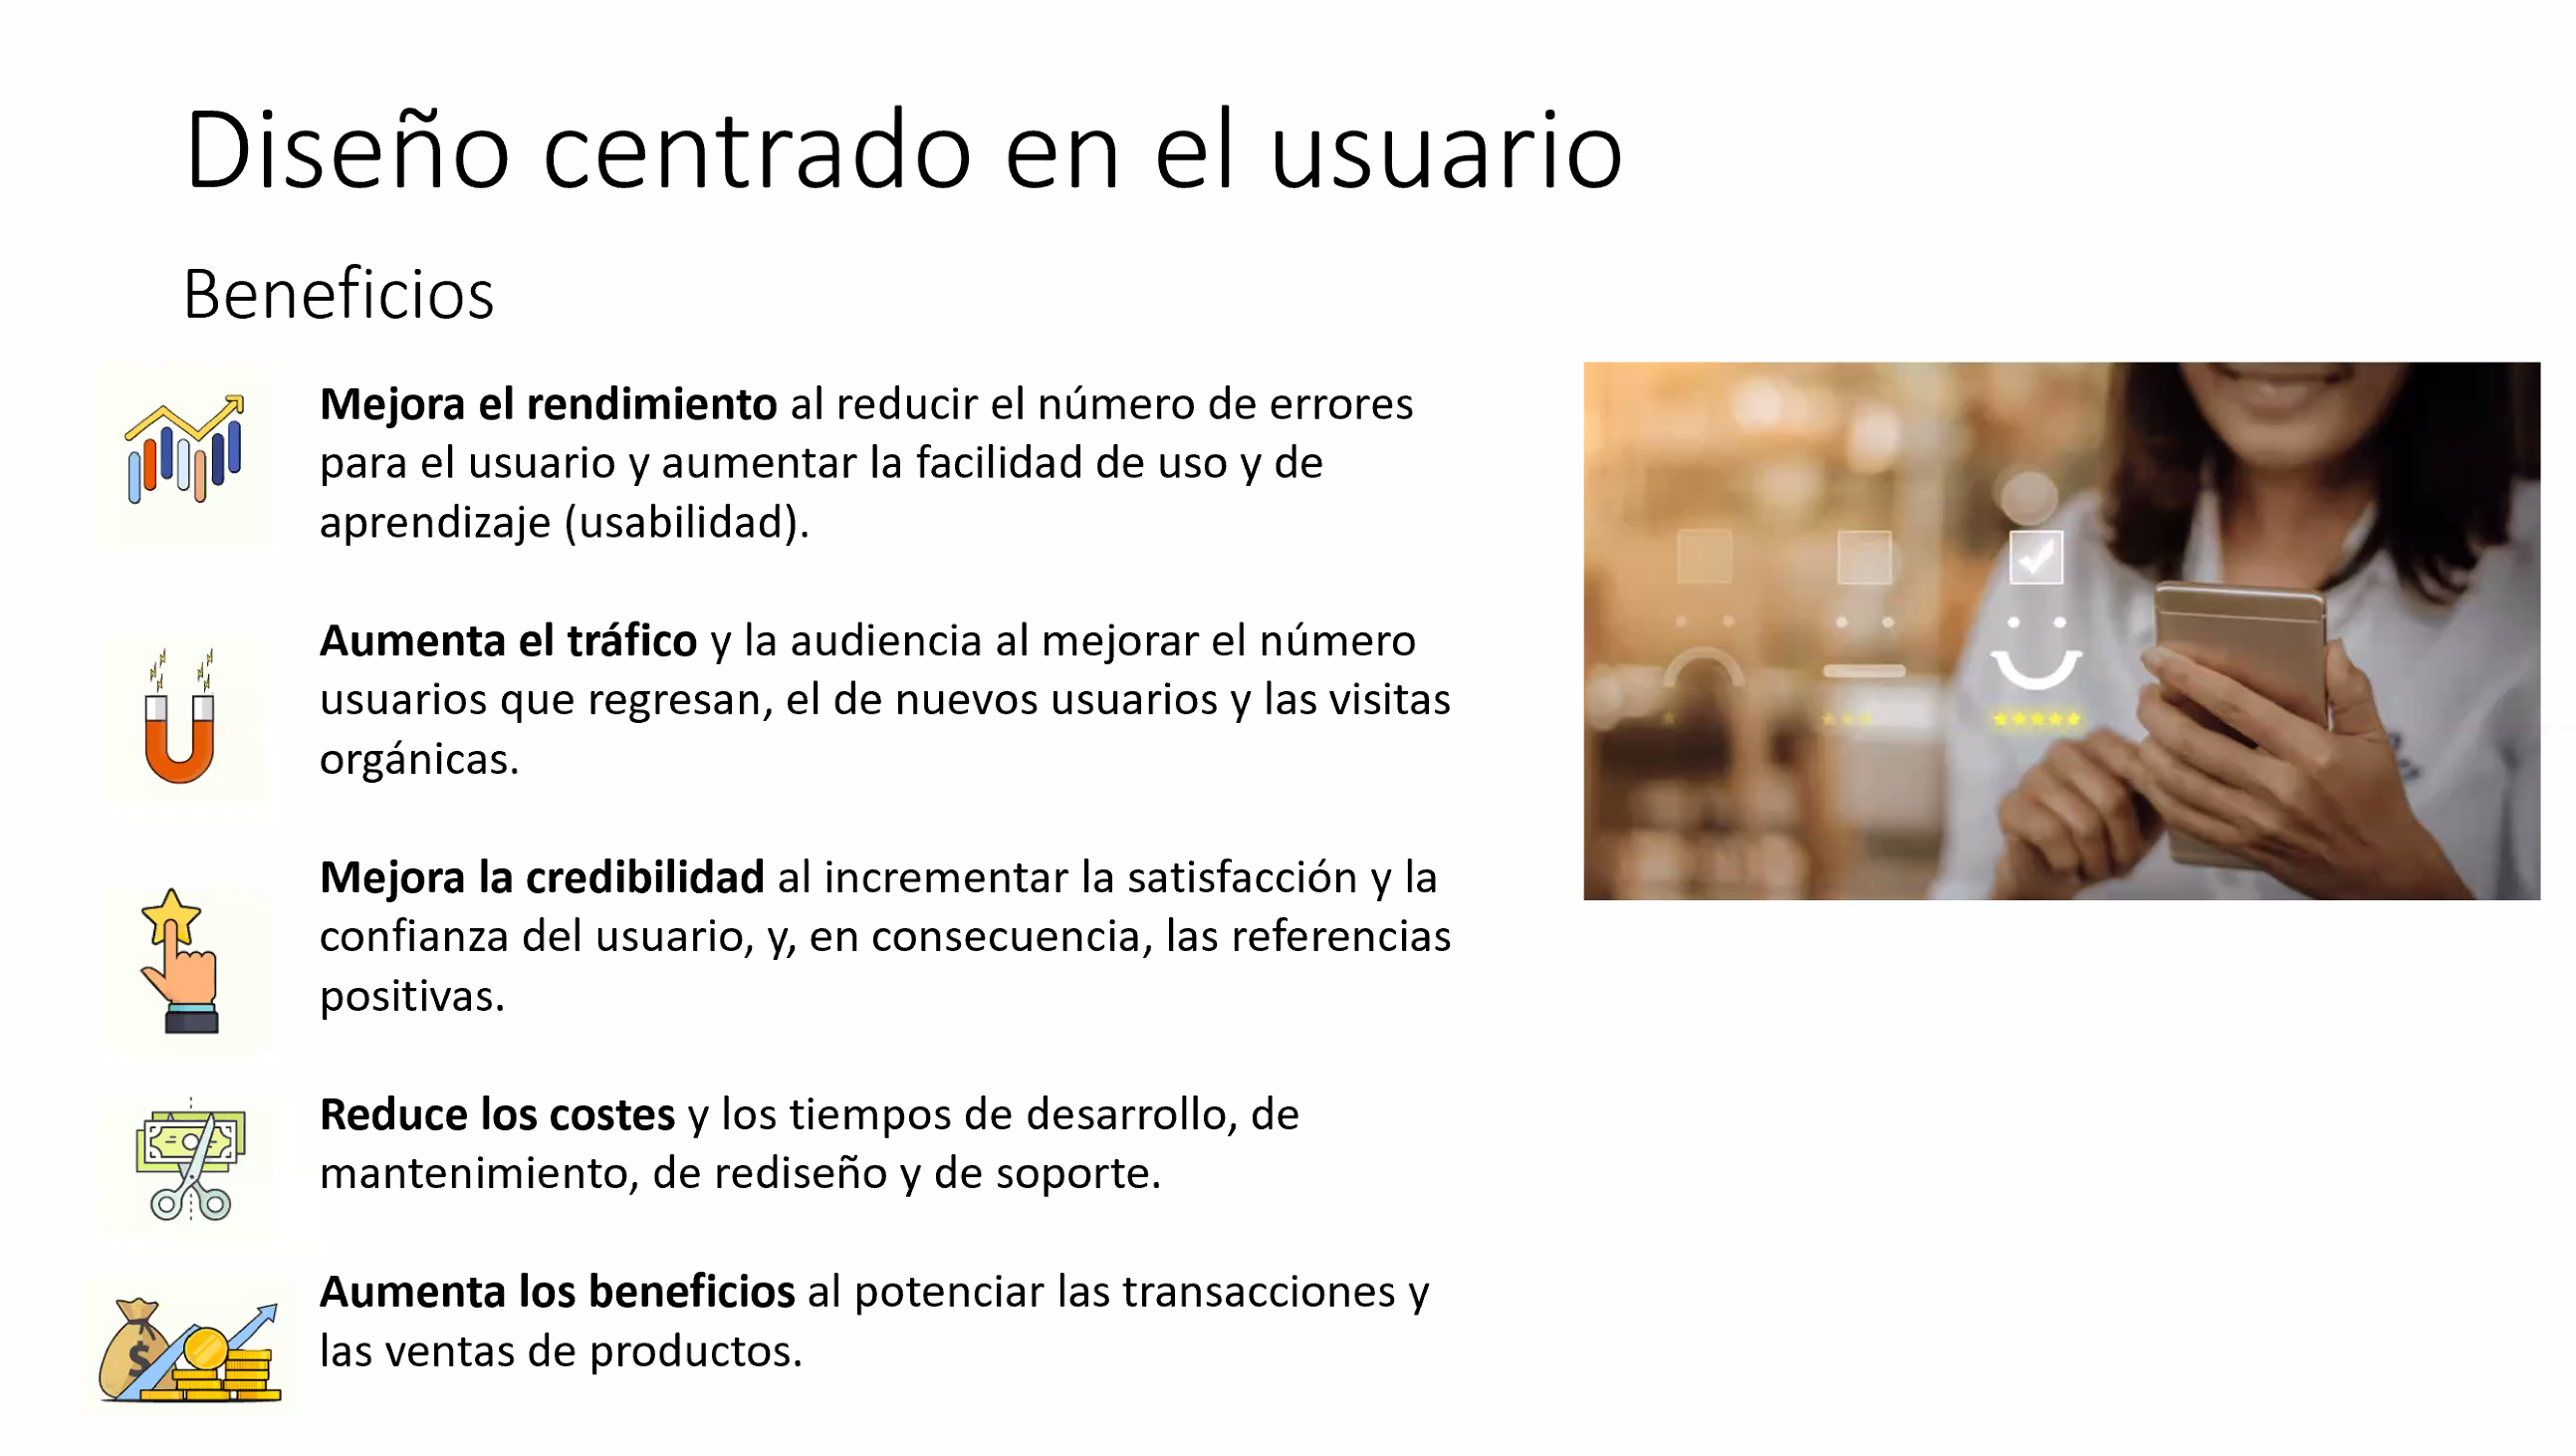 Diseño centrado en el usuario
Beneficios
Mejora el rendimiento al reducir el número de errores
para el usuario y aumentar la facilidad de uso y de
aprendizaje (usabilidad).
Aumenta el tráfico y la audiencia al mejorar el número
usuarios que regresan, el de nuevos usuarios y las visitas
orgánicas.
Mejora la credibilidad al incrementar la satisfacción y la
confianza del usuario, y, en consecuencia, las referencias
positivas.
Reduce los costes y los tiempos de desarrollo, de
mantenimiento, de rediseño y de soporte.
Aumenta los beneficios al potenciar las transacciones y
las ventas de productos.